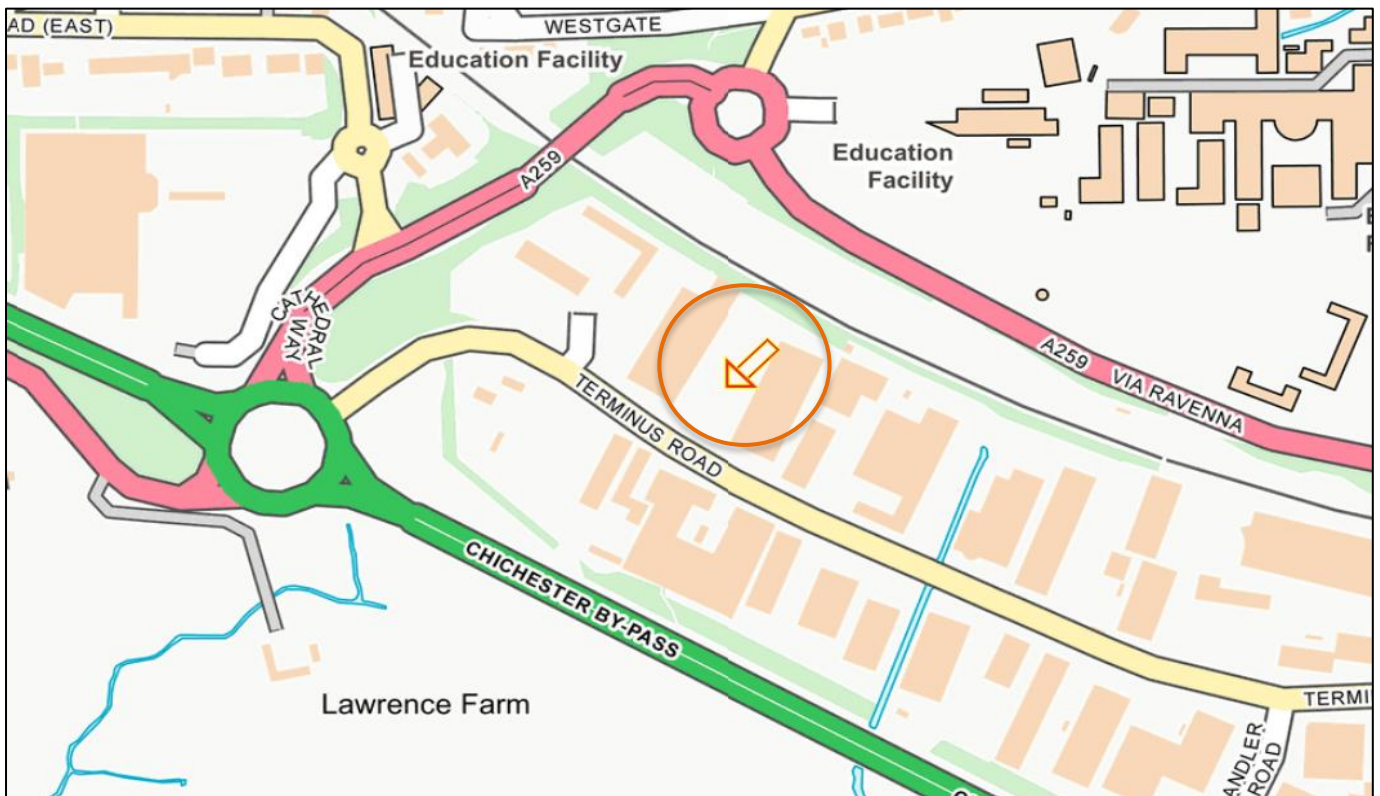 AD (EAST)
WESTGATE
Education Facility
A259
Education
Facility
CATHEDRAL
WAY
A259
VIA RAVENNA
TERMINUS ROAD
CHICHESTER BY-PASS
Lawrence Farm
TERMI
ANDLER
ROAD